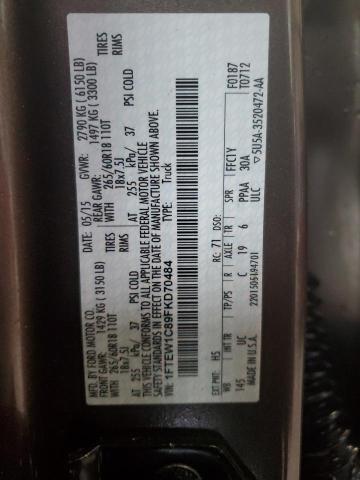 MFD. BY FORD MOTOR CO.
DATE: 05/15 GVWR: 2790 KG ( 6150 LB)
FRONT GAWR: 1429 KG ( 3150 LB) REAR GAWR: 1497 KG ( 3300 LB)
WITH 265/60R18 110T TIRES WITH 265/60R18 110T TIRES
18x7.5J RIMS 18x7.5J RIMS
AT 255 kPa/ 37 PSI COLD AT 255 kPa/ 37 PSI COLD
THIS VEHICLE CONFORMS TO ALL APPLICABLE FEDERAL MOTOR VEHICLE
SAFETY STANDARDS IN EFFECT ON THE DATE OF MANUFACTURE SHOWN ABOVE.
VIN: 1FTEW1C89FKD70484
TYPE: Truck
F0187
T0712
EXT PNT: H5 RC: 71 DSO: FFC1Y
WB INT TR TP/PS R AXLE TR SPR
145 UC C 19 6 PPAA 30A
MADE IN U.S.A. ULC
▽5U5A-3520472-AA